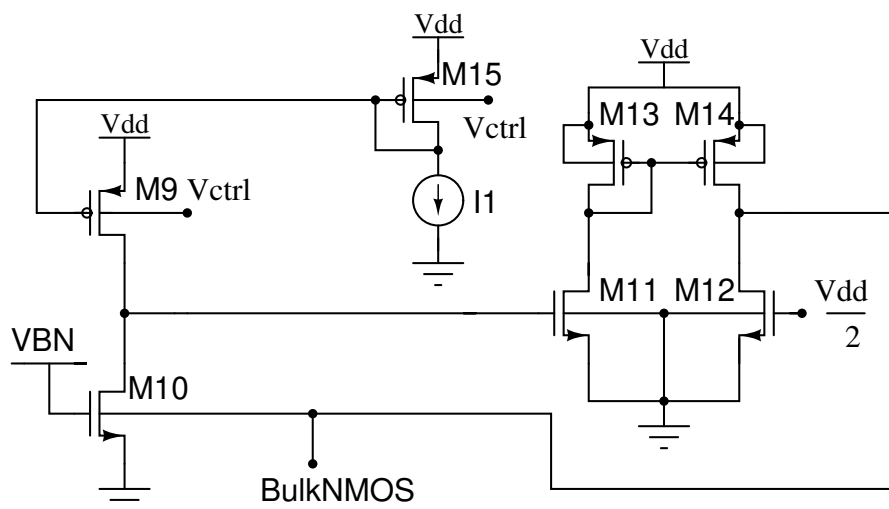 Vdd
M15
Vctrl
I1
Vdd
M13
M14
Vdd
M9
Vctrl
M11
M12
Vdd
2
VBN
M10
BulkNMOS